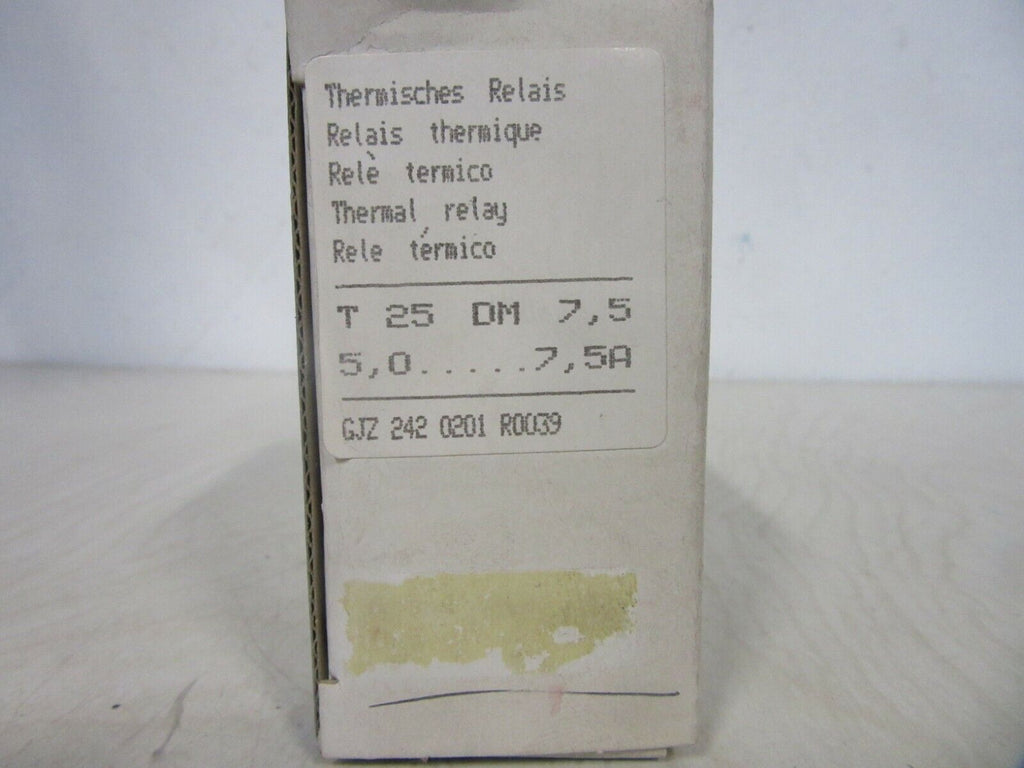 Thermisches Relais
Relais thermique
Relè termico
Thermal relay
Rele térmico
T 25 DM 7,5
5,0.....7,5A
GJZ 242 0201 R0039